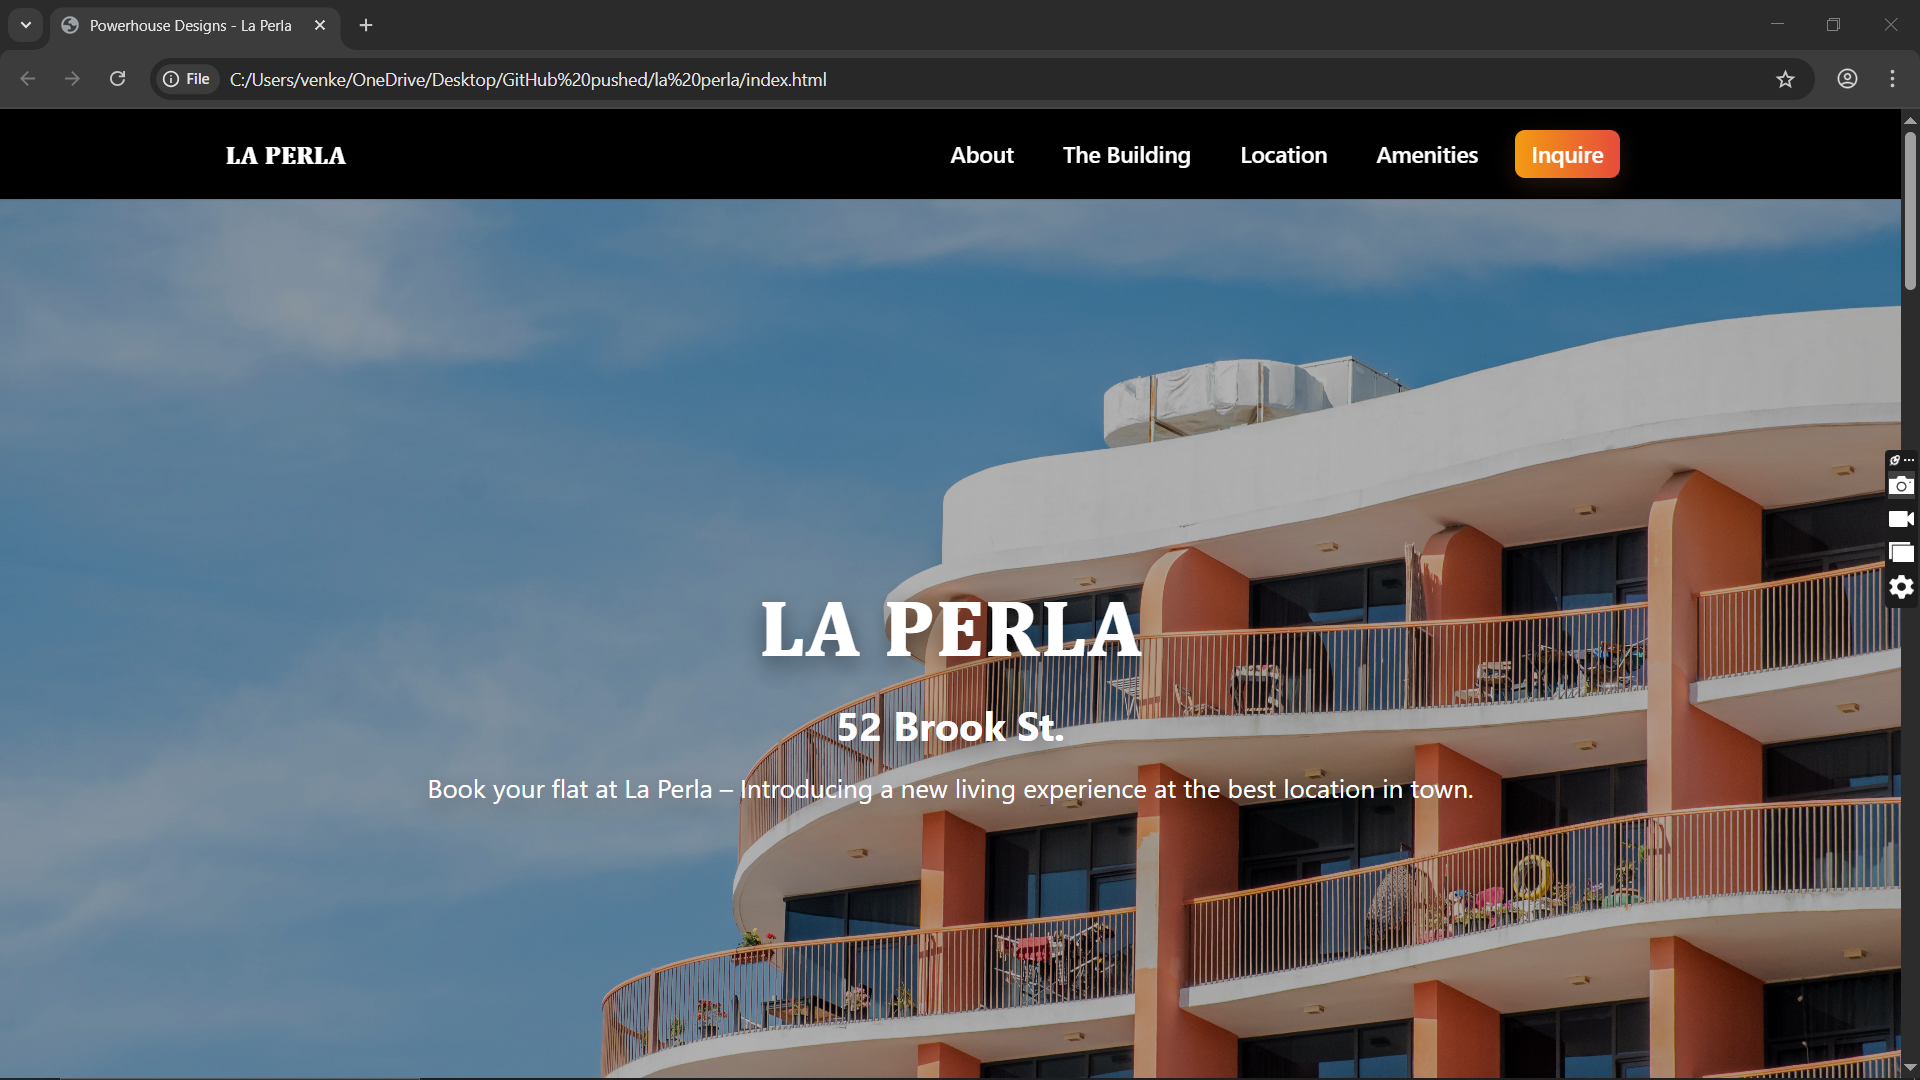 Powerhouse Designs - La Perla
File C:/Users/venke/OneDrive/Desktop/GitHub%20pushed/la%20perla/index.html
LA PERLA About The Building Location Amenities Inquire
LA PERLA
52 Brook St.
Book your flat at La Perla – Introducing a new living experience at the best location in town.